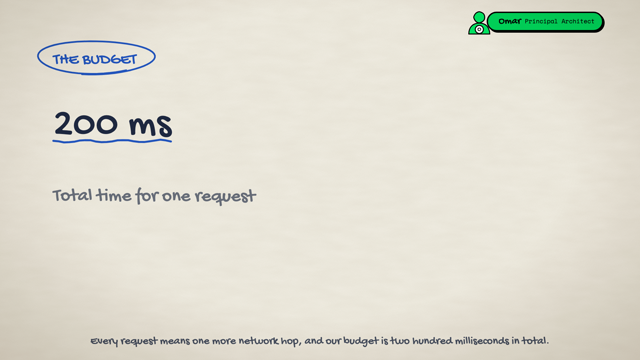 Omar Principal Architect
THE BUDGET
200 ms
Total time for one request
Every request means one more network hop, and our budget is two hundred milliseconds in total.